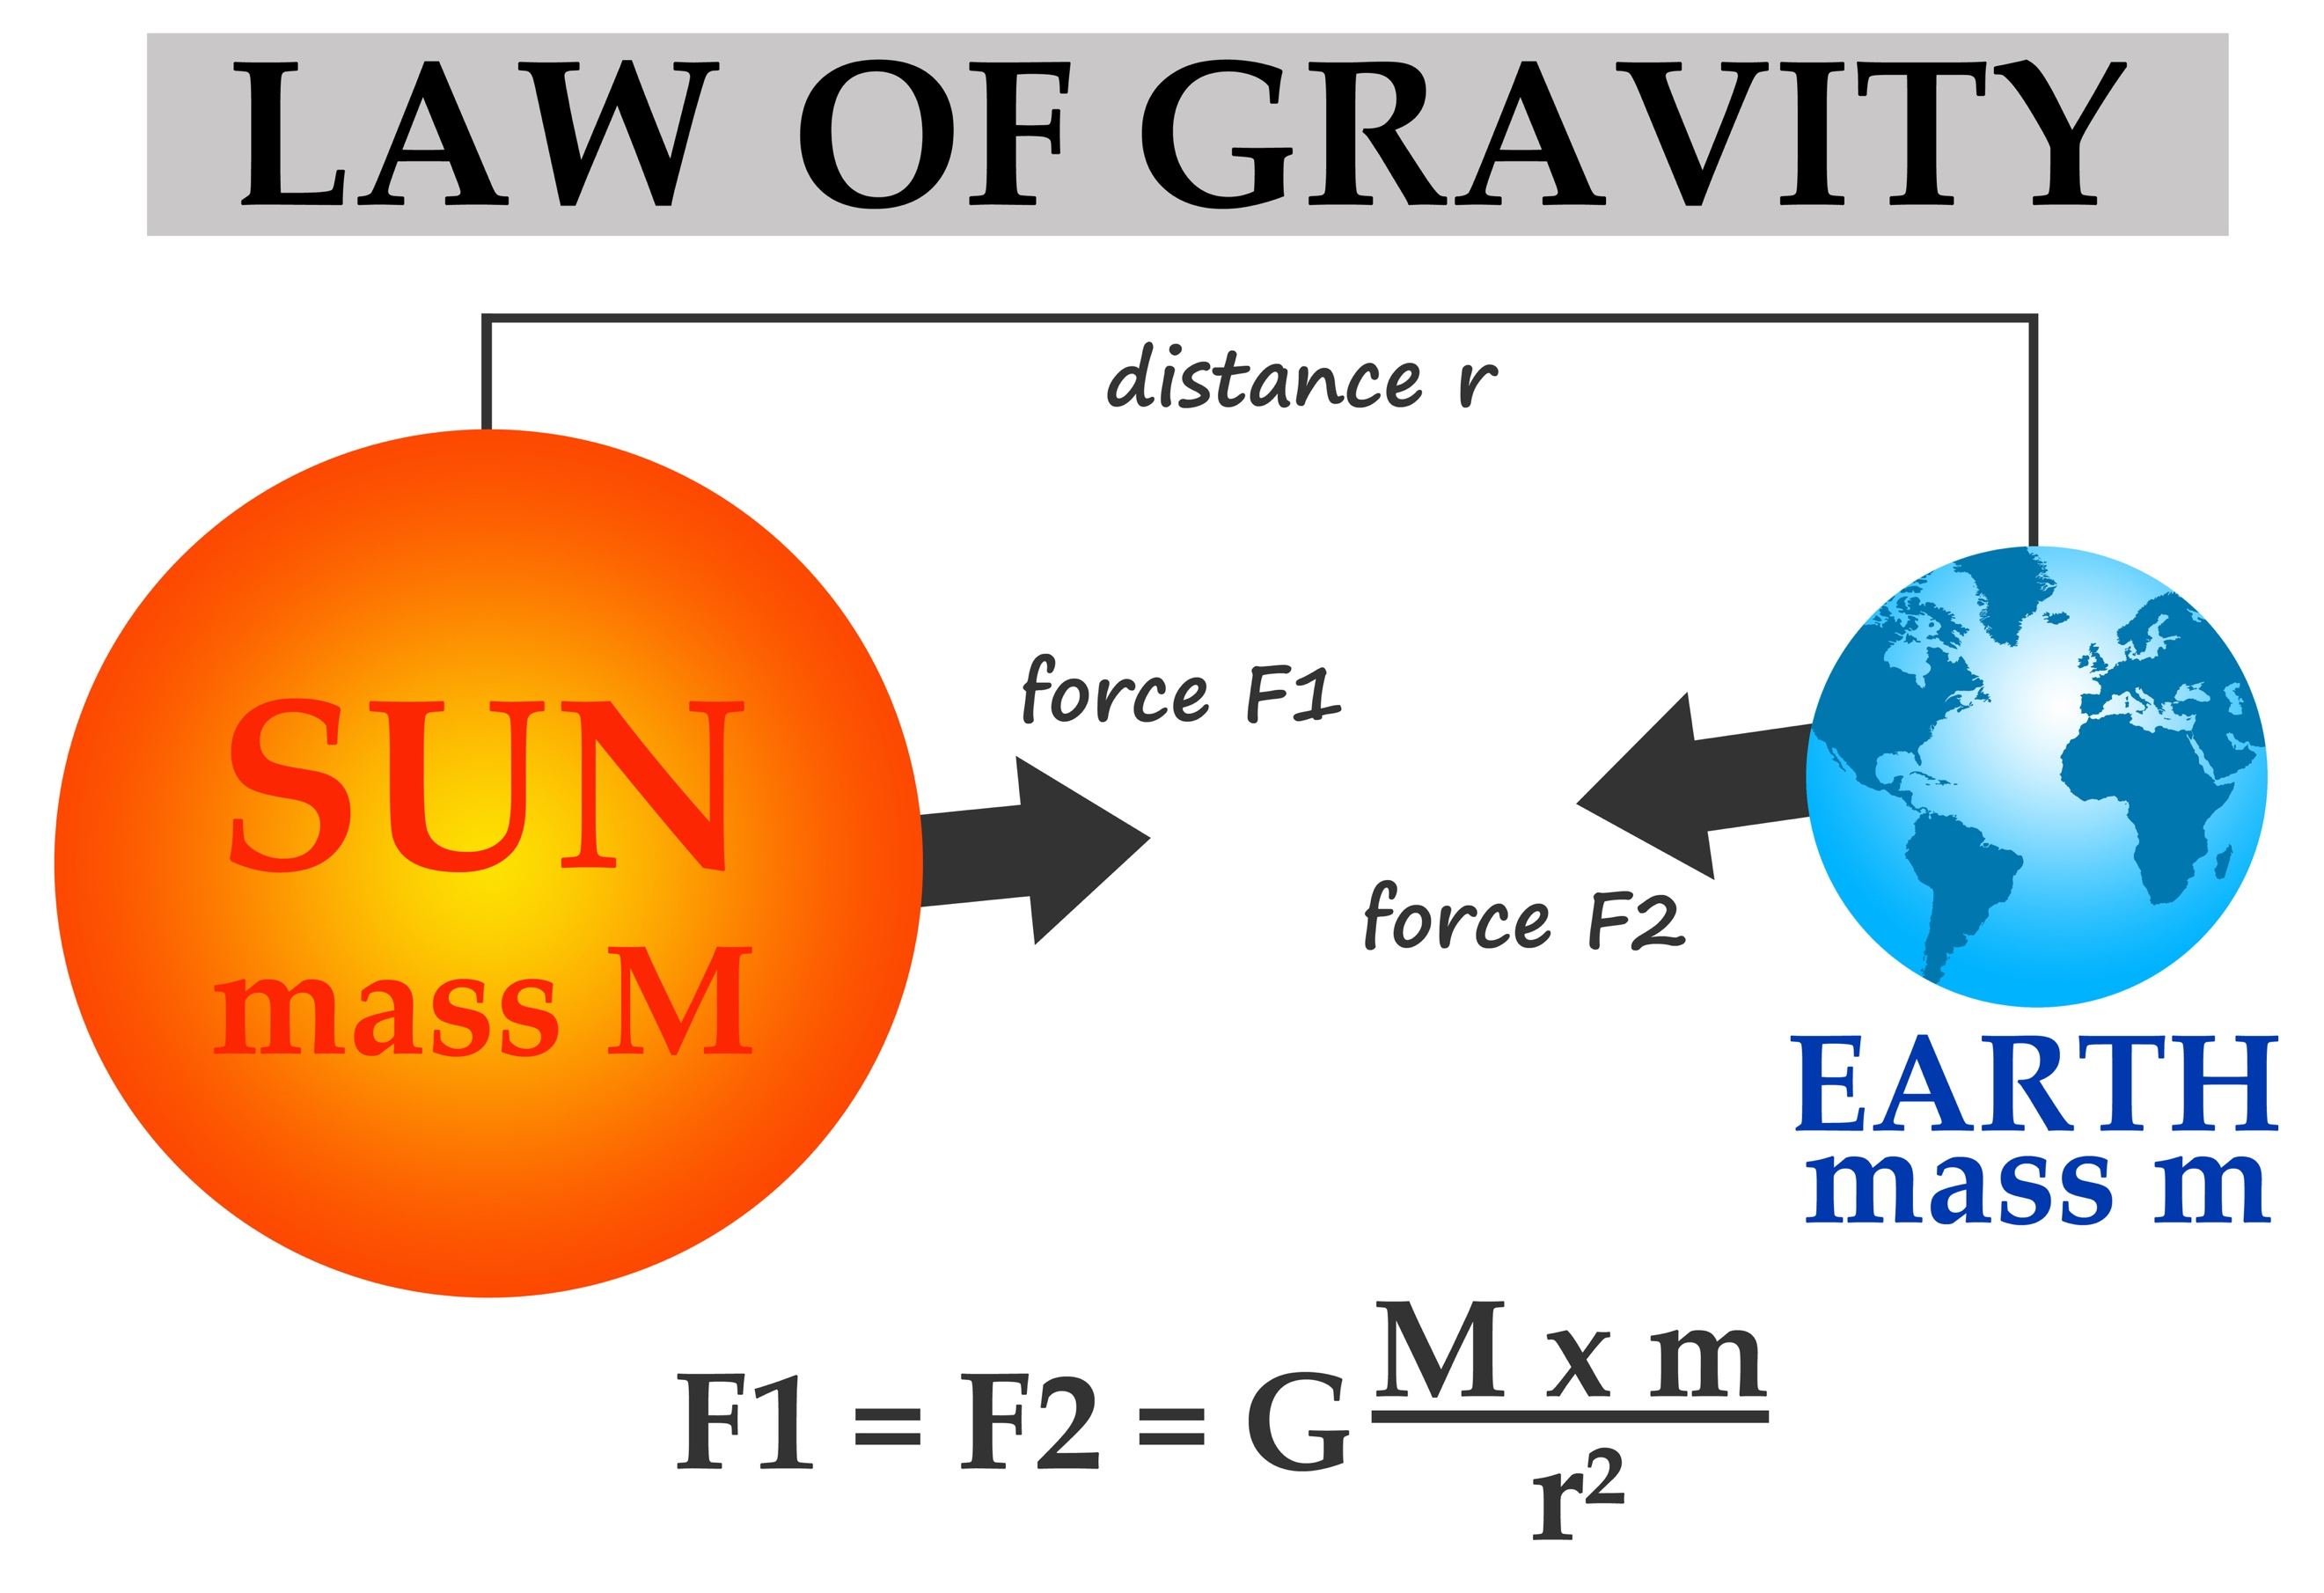 LAW OF GRAVITY
distance r
force F1
SUN
mass M
force F2
EARTH
mass m
F1 = F2 = G M x m / r²